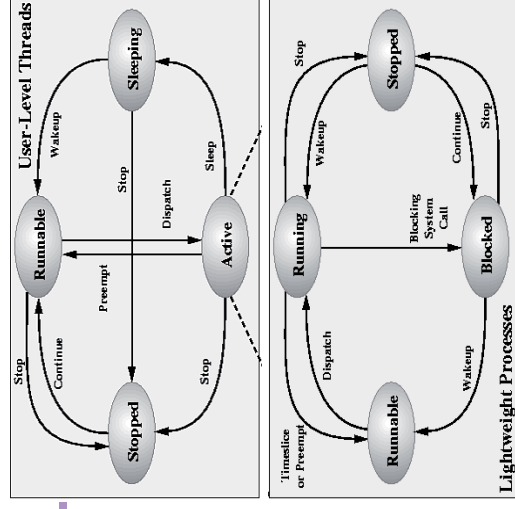 User-Level Threads
Stop
Runnable
Wakeup
Continue
Stopped
Stop
Sleeping
Preempt
Dispatch
Stop
Active
Sleep
Timeslice
or Preempt
Running
Stop
Dispatch
Wakeup
Runnable
Blocking
System
Call
Stopped
Continue
Wakeup
Blocked
Stop
Lightweight Processes